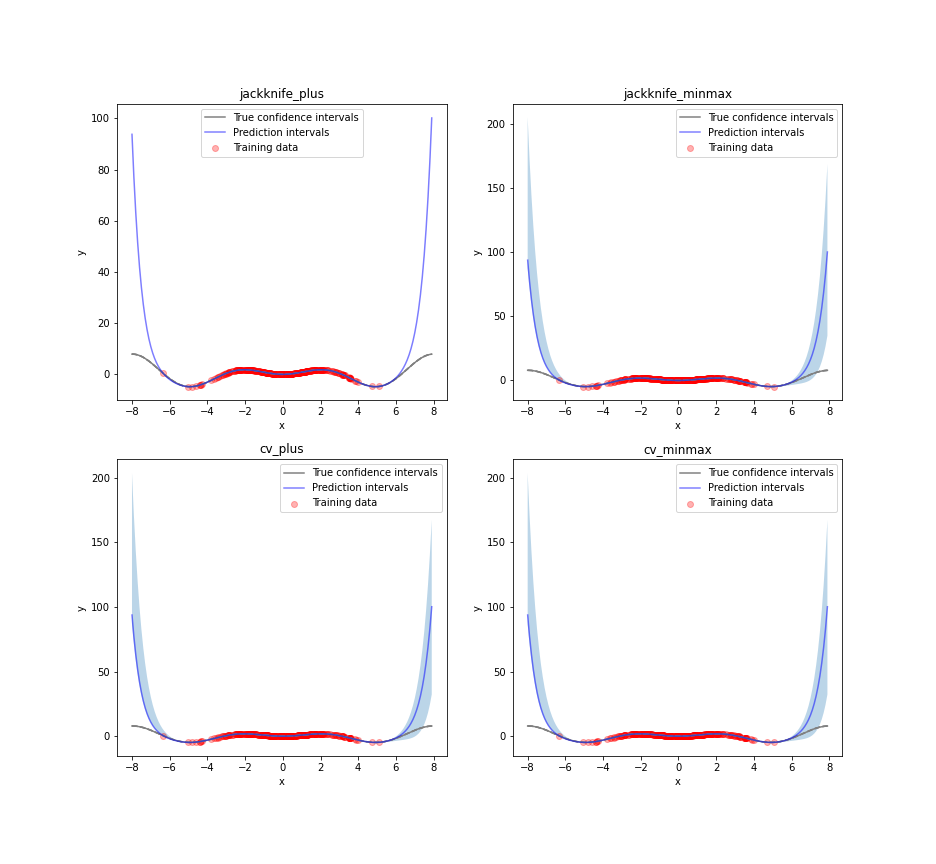 jackknife_plus
True confidence intervals
Prediction intervals
Training data
100
80
60
40
20
0
y
−8 −6 −4 −2 0 2 4 6 8
x
jackknife_minmax
True confidence intervals
Prediction intervals
Training data
200
150
100
50
0
y
−8 −6 −4 −2 0 2 4 6 8
x
cv_plus
True confidence intervals
Prediction intervals
Training data
200
150
100
50
0
y
−8 −6 −4 −2 0 2 4 6 8
x
cv_minmax
True confidence intervals
Prediction intervals
Training data
200
150
100
50
0
y
−8 −6 −4 −2 0 2 4 6 8
x